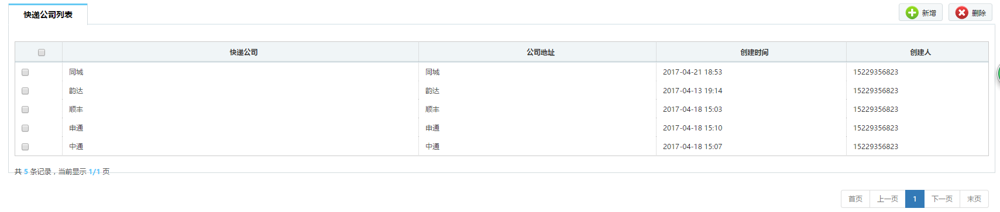 快递公司列表 新增 删除
快递公司 公司地址 创建时间 创建人
同城 同城 2017-04-21 18:53 15229356823
韵达 韵达 2017-04-13 19:14 15229356823
顺丰 顺丰 2017-04-18 15:03 15229356823
申通 申通 2017-04-18 15:10 15229356823
中通 中通 2017-04-18 15:07 15229356823
共 5 条记录，当前显示 1/1 页
首页 上一页 1 下一页 末页